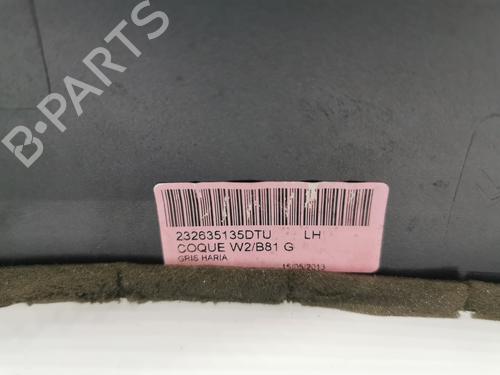 B-PARTS
232635135DTU LH
COQUE W2/B81 G
GRIS HARIA
15/05/2013